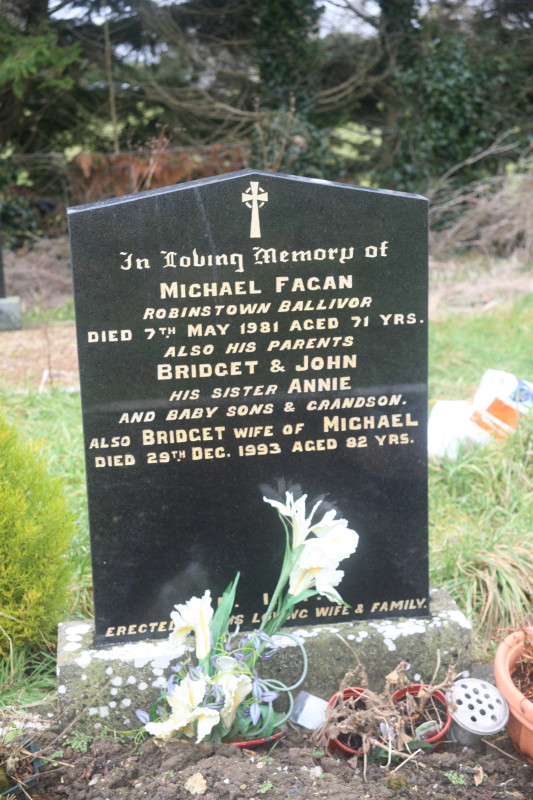 In Loving Memory of
MICHAEL FAGAN
ROBINSTOWN BALLIVOR
DIED 7TH MAY 1981 AGED 71 YRS.
ALSO HIS PARENTS
BRIDGET & JOHN
HIS SISTER ANNIE
AND BABY SONS & GRANDSON.
ALSO BRIDGET WIFE OF MICHAEL
DIED 29TH DEC. 1993 AGED 82 YRS.
ERECTED LOVING WIFE & FAMILY.